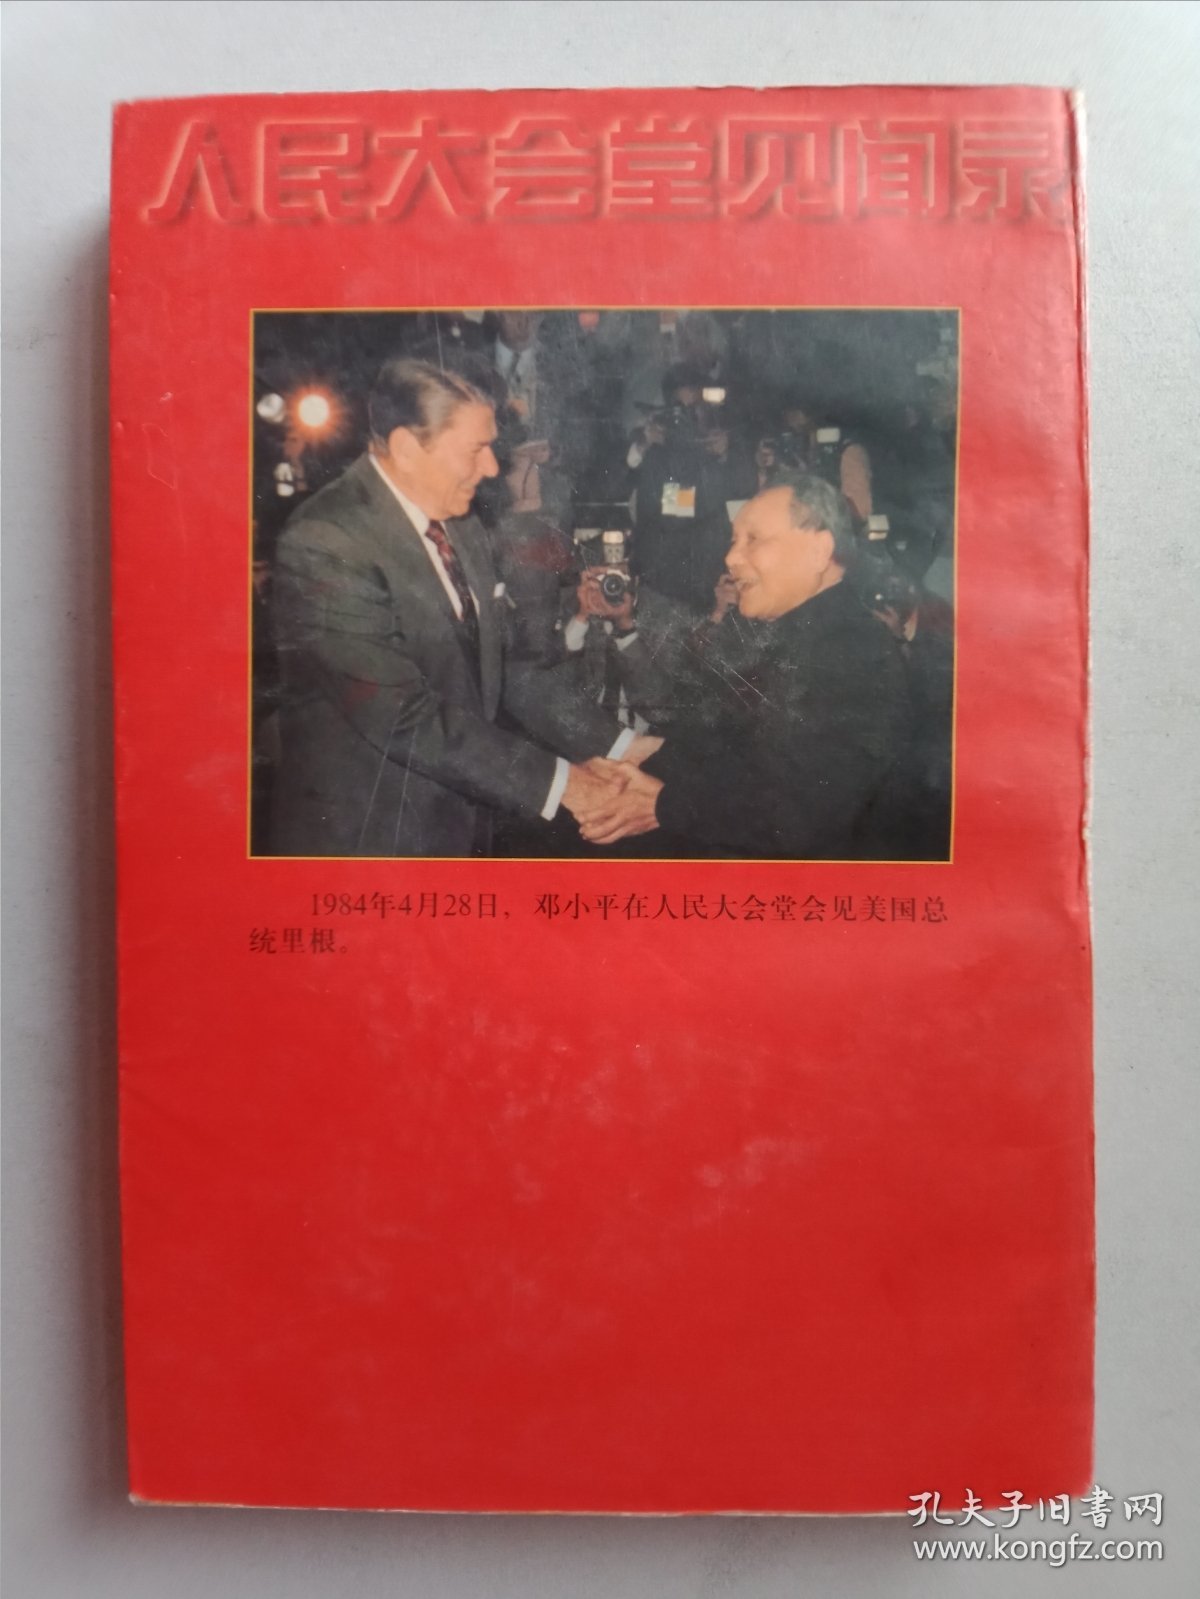 人民大会堂见闻录
1984年4月28日，邓小平在人民大会堂会见美国总
统里根。
孔夫子旧书网
www.kongfz.com